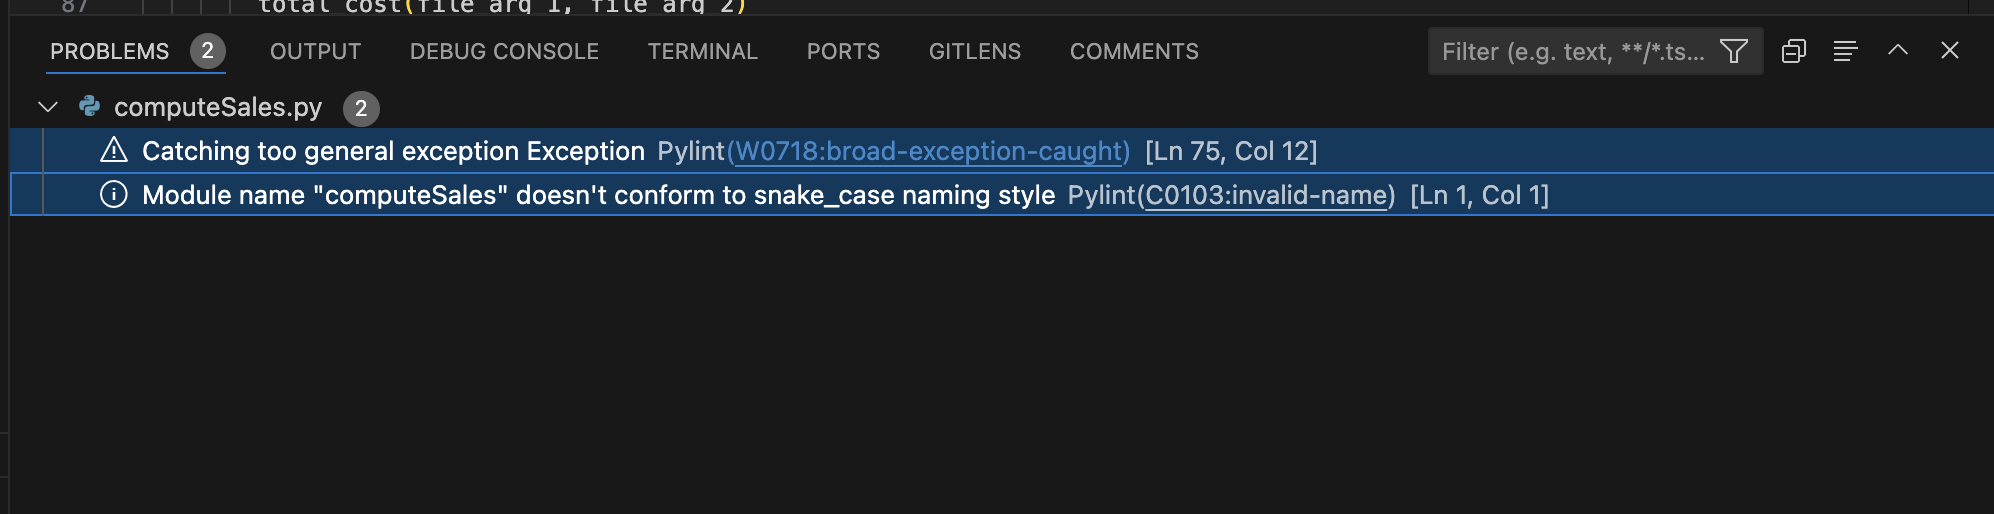 87 total_cost(file_arg_1, file_arg_2)
PROBLEMS 2 OUTPUT DEBUG CONSOLE TERMINAL PORTS GITLENS COMMENTS Filter (e.g. text, **/*.ts...
computeSales.py 2
Catching too general exception Exception Pylint(W0718:broad-exception-caught) [Ln 75, Col 12]
Module name "computeSales" doesn't conform to snake_case naming style Pylint(C0103:invalid-name) [Ln 1, Col 1]